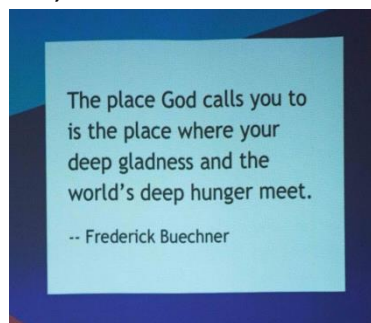 The place God calls you to
is the place where your
deep gladness and the
world's deep hunger meet.
-- Frederick Buechner